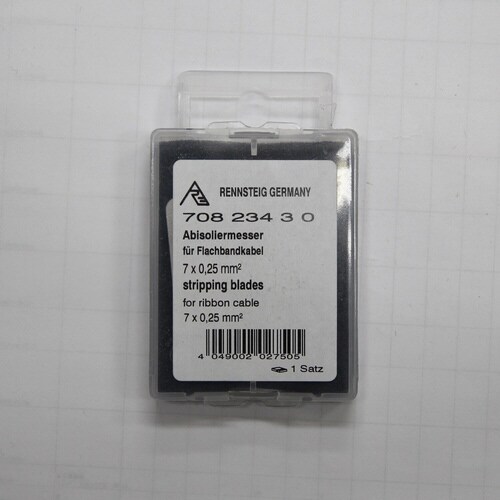 RENNSTEIG GERMANY
708 234 3 0
Abisoliermesser
für Flachbandkabel
7 x 0,25 mm²
stripping blades
for ribbon cable
7 x 0,25 mm²
4 049002 027505
1 Satz